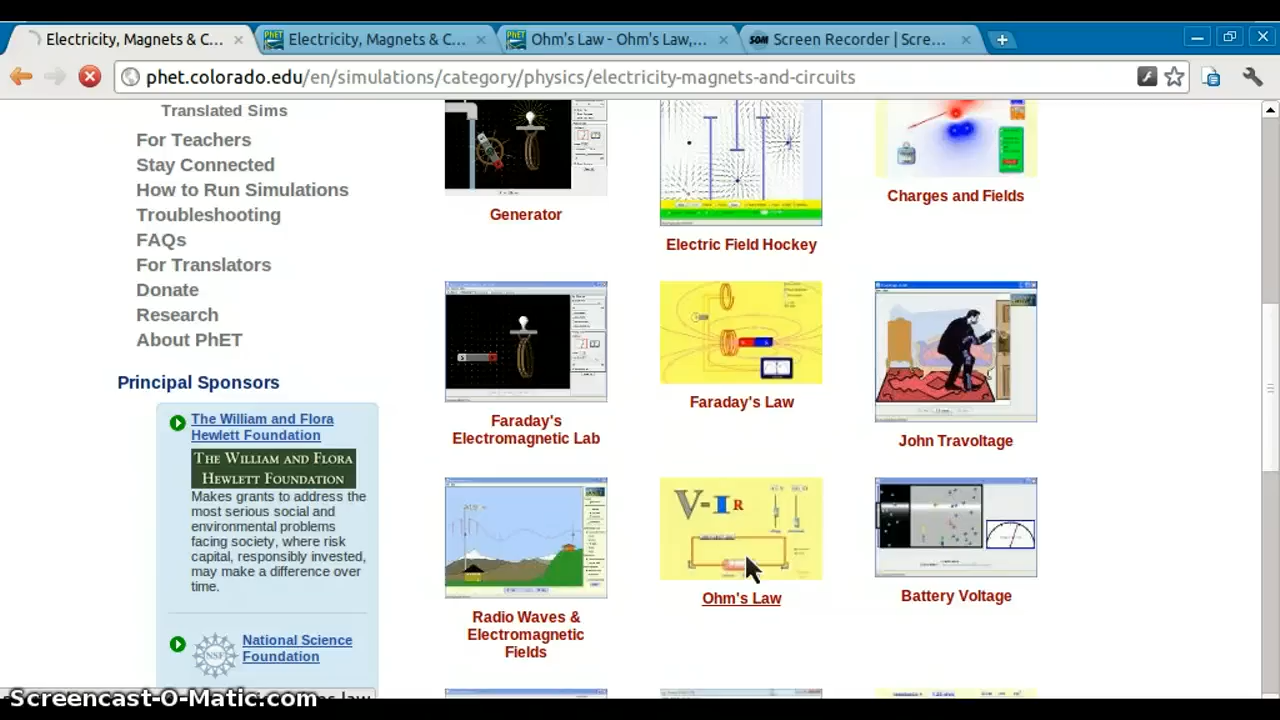 Electricity, Magnets & C...
Electricity, Magnets & C...
Ohm's Law - Ohm's Law,...
SOM Screen Recorder | Scre...
phet.colorado.edu/en/simulations/category/physics/electricity-magnets-and-circuits
Translated Sims
For Teachers
Stay Connected
How to Run Simulations
Troubleshooting
FAQs
For Translators
Donate
Research
About PhET
Principal Sponsors
The William and Flora
Hewlett Foundation
The William and Flora
Hewlett Foundation
Makes grants to address the
most serious social and
environmental problems
facing society, where risk
capital, responsibly invested,
may make a difference over
time.
NSF
National Science
Foundation
Generator
Electric Field Hockey
Charges and Fields
Faraday's
Electromagnetic Lab
Faraday's Law
John Travoltage
Radio Waves &
Electromagnetic
Fields
V=IR
Ohm's Law
Battery Voltage
Screencast-O-Matic.com